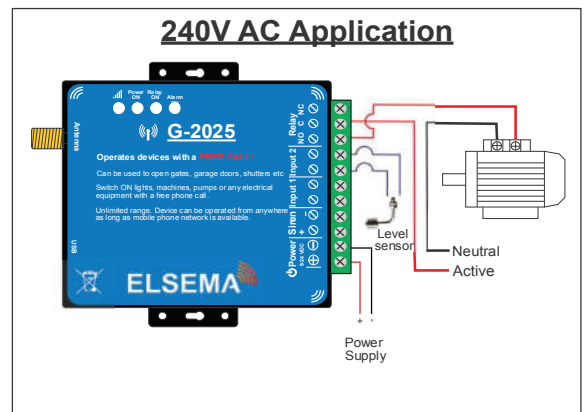 240V AC Application
Power ON
Relay ON
Alarm
G-2025
Antenna
Operates devices with a FREE CALL!
Can be used to open gates, garage doors, shutters etc
Switch ON lights, machines, pumps or any electrical
equipment with a free phone call.
Unlimited range. Device can be operated from anywhere
as long as mobile phone network is available.
USB
ELSEMA
Relay
NO C NC
Input 2
Input 1
Siren
+ -
Power
9-24 VDC
Level
sensor
Neutral
Active
+ -
Power
Supply